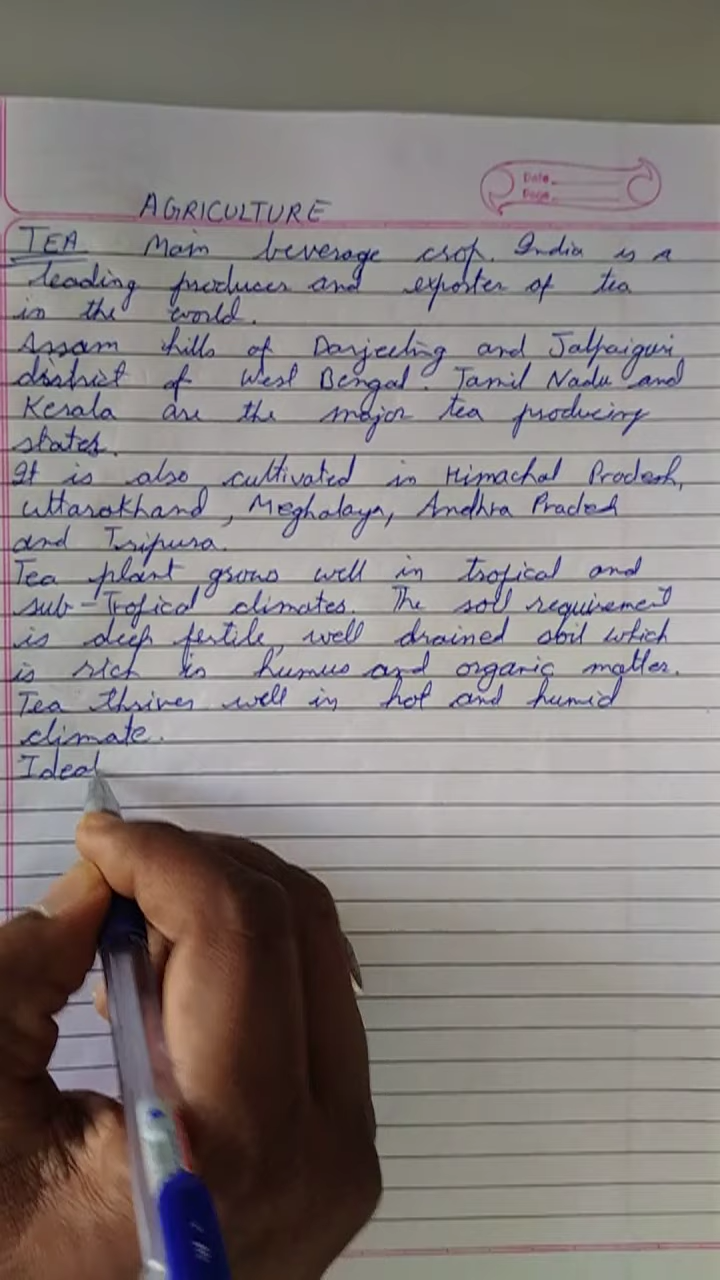 Date
Page
AGRICULTURE
TEA Main beverage crop. India is a
leading producer and exporter of tea
in the world.
Assam hills of Darjeeling and Jalpaiguri
district of West Bengal. Tamil Nadu and
Kerala are the major tea producing
states.
It is also cultivated in Himachal Pradesh,
Uttarakhand, Meghalaya, Andhra Pradesh
and Tripura.
Tea plant grows well in tropical and
sub-Tropical climates. The soil requirement
is deep fertile, well drained soil which
is rich in humus and organic matter.
Tea thrives well in hot and humid
climate.
Ideal